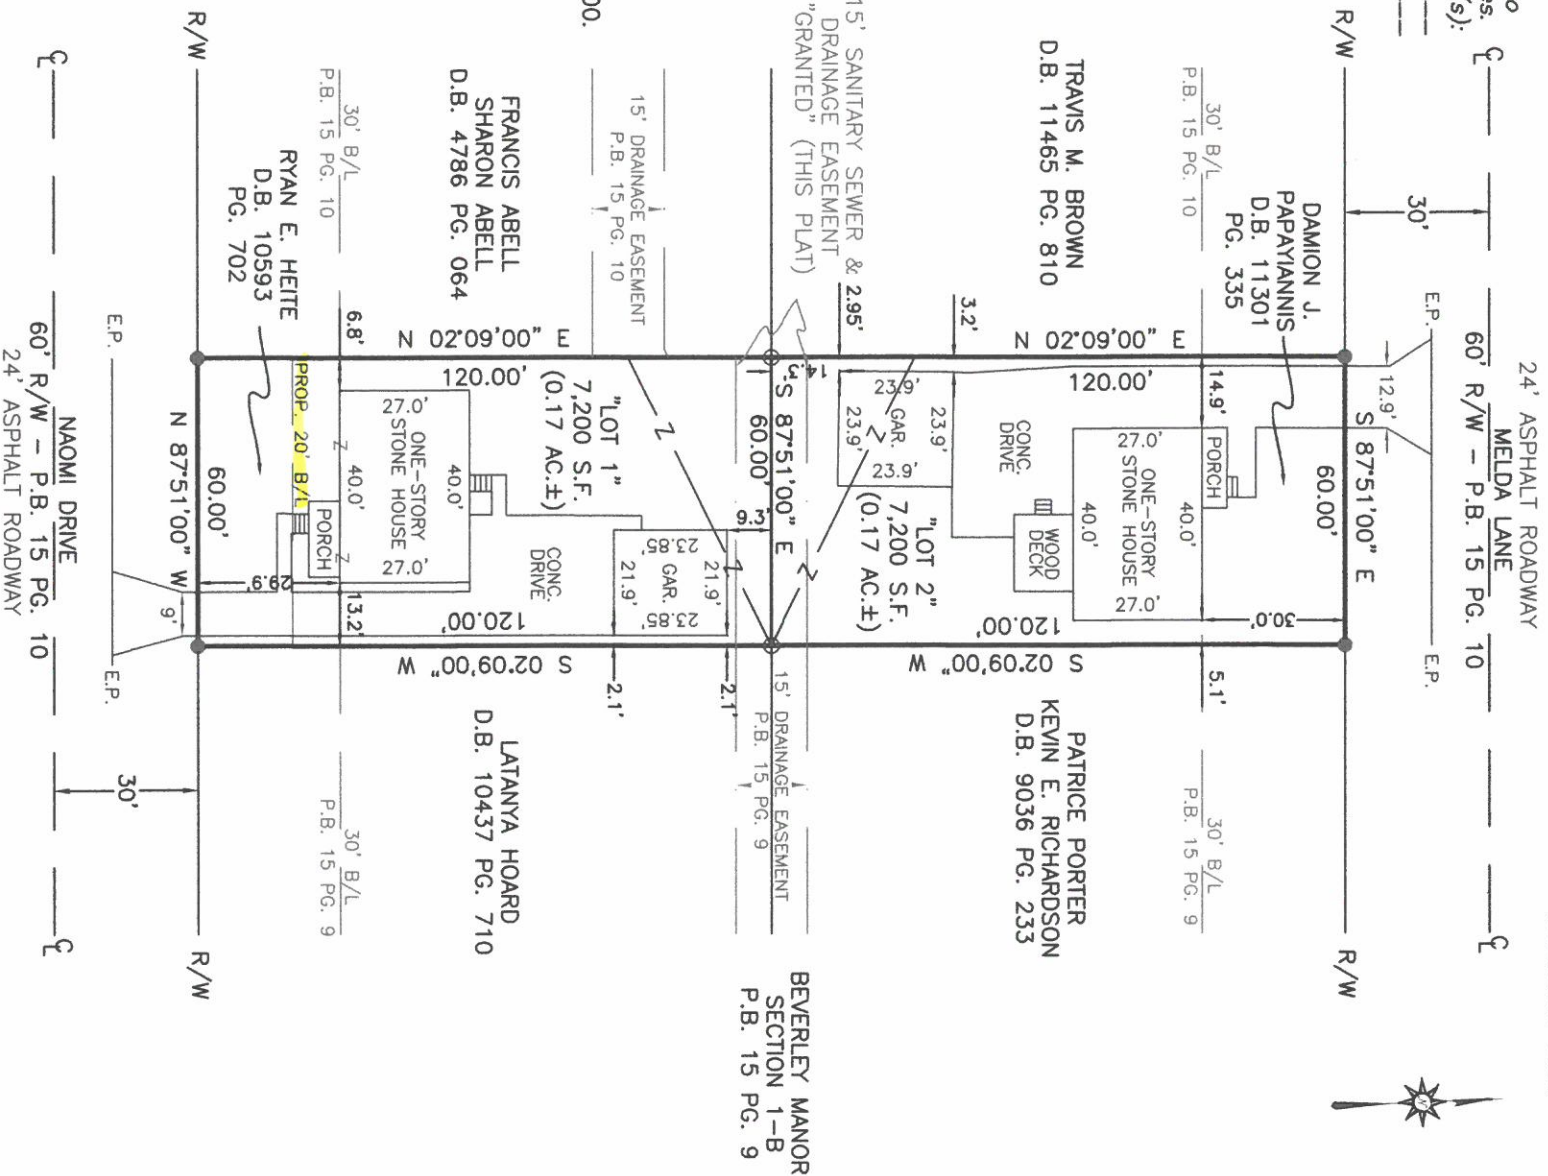 24' ASPHALT ROADWAY
MELDA LANE
60' R/W – P.B. 15 PG. 10
℄
℄
E.P.
E.P.
30'
12.9'
R/W
R/W
S 87°51'00" E
60.00'
DAMION J.
PAPAYIANNIS
D.B. 11301
PG. 335
30' B/L
P.B. 15 PG. 10
30' B/L
P.B. 15 PG. 9
14.9'
PORCH
30.0'
5.1'
40.0'
27.0'
ONE–STORY
STONE HOUSE
27.0'
40.0'
WOOD
DECK
CONC.
DRIVE
N 02°09'00" E
120.00'
120.00'
S 02°09'00" W
TRAVIS M. BROWN
D.B. 11465 PG. 810
PATRICE PORTER
KEVIN E. RICHARDSON
D.B. 9036 PG. 233
3.2'
2.95'
23.9'
23.9'
GAR.
23.9'
23.9'
"LOT 2"
7,200 S.F.
(0.17 AC.±)
14.3'
15' SANITARY SEWER &
DRAINAGE EASEMENT
"GRANTED" (THIS PLAT)
S 87°51'00" E
60.00'
15' DRAINAGE EASEMENT
P.B. 15 PG. 9
BEVERLEY MANOR
SECTION 1–B
P.B. 15 PG. 9
9.3'
2.1'
2.1'
21.9'
23.85'
GAR.
23.85'
21.9'
15' DRAINAGE EASEMENT
P.B. 15 PG. 10
00.
"LOT 1"
7,200 S.F.
(0.17 AC.±)
CONC.
DRIVE
N 02°09'00" E
120.00'
120.00'
S 02°09'00" W
FRANCIS ABELL
SHARON ABELL
D.B. 4786 PG. 064
LATANYA HOARD
D.B. 10437 PG. 710
40.0'
27.0'
ONE–STORY
STONE HOUSE
27.0'
40.0'
6.8'
13.2'
30' B/L
P.B. 15 PG. 10
30' B/L
P.B. 15 PG. 9
PORCH
29.9'
PROP. 20' B/L
RYAN E. HEITE
D.B. 10593
PG. 702
60.00'
N 87°51'00" W
R/W
R/W
9'
30'
E.P.
E.P.
℄
℄
NAOMI DRIVE
60' R/W – P.B. 15 PG. 10
24' ASPHALT ROADWAY